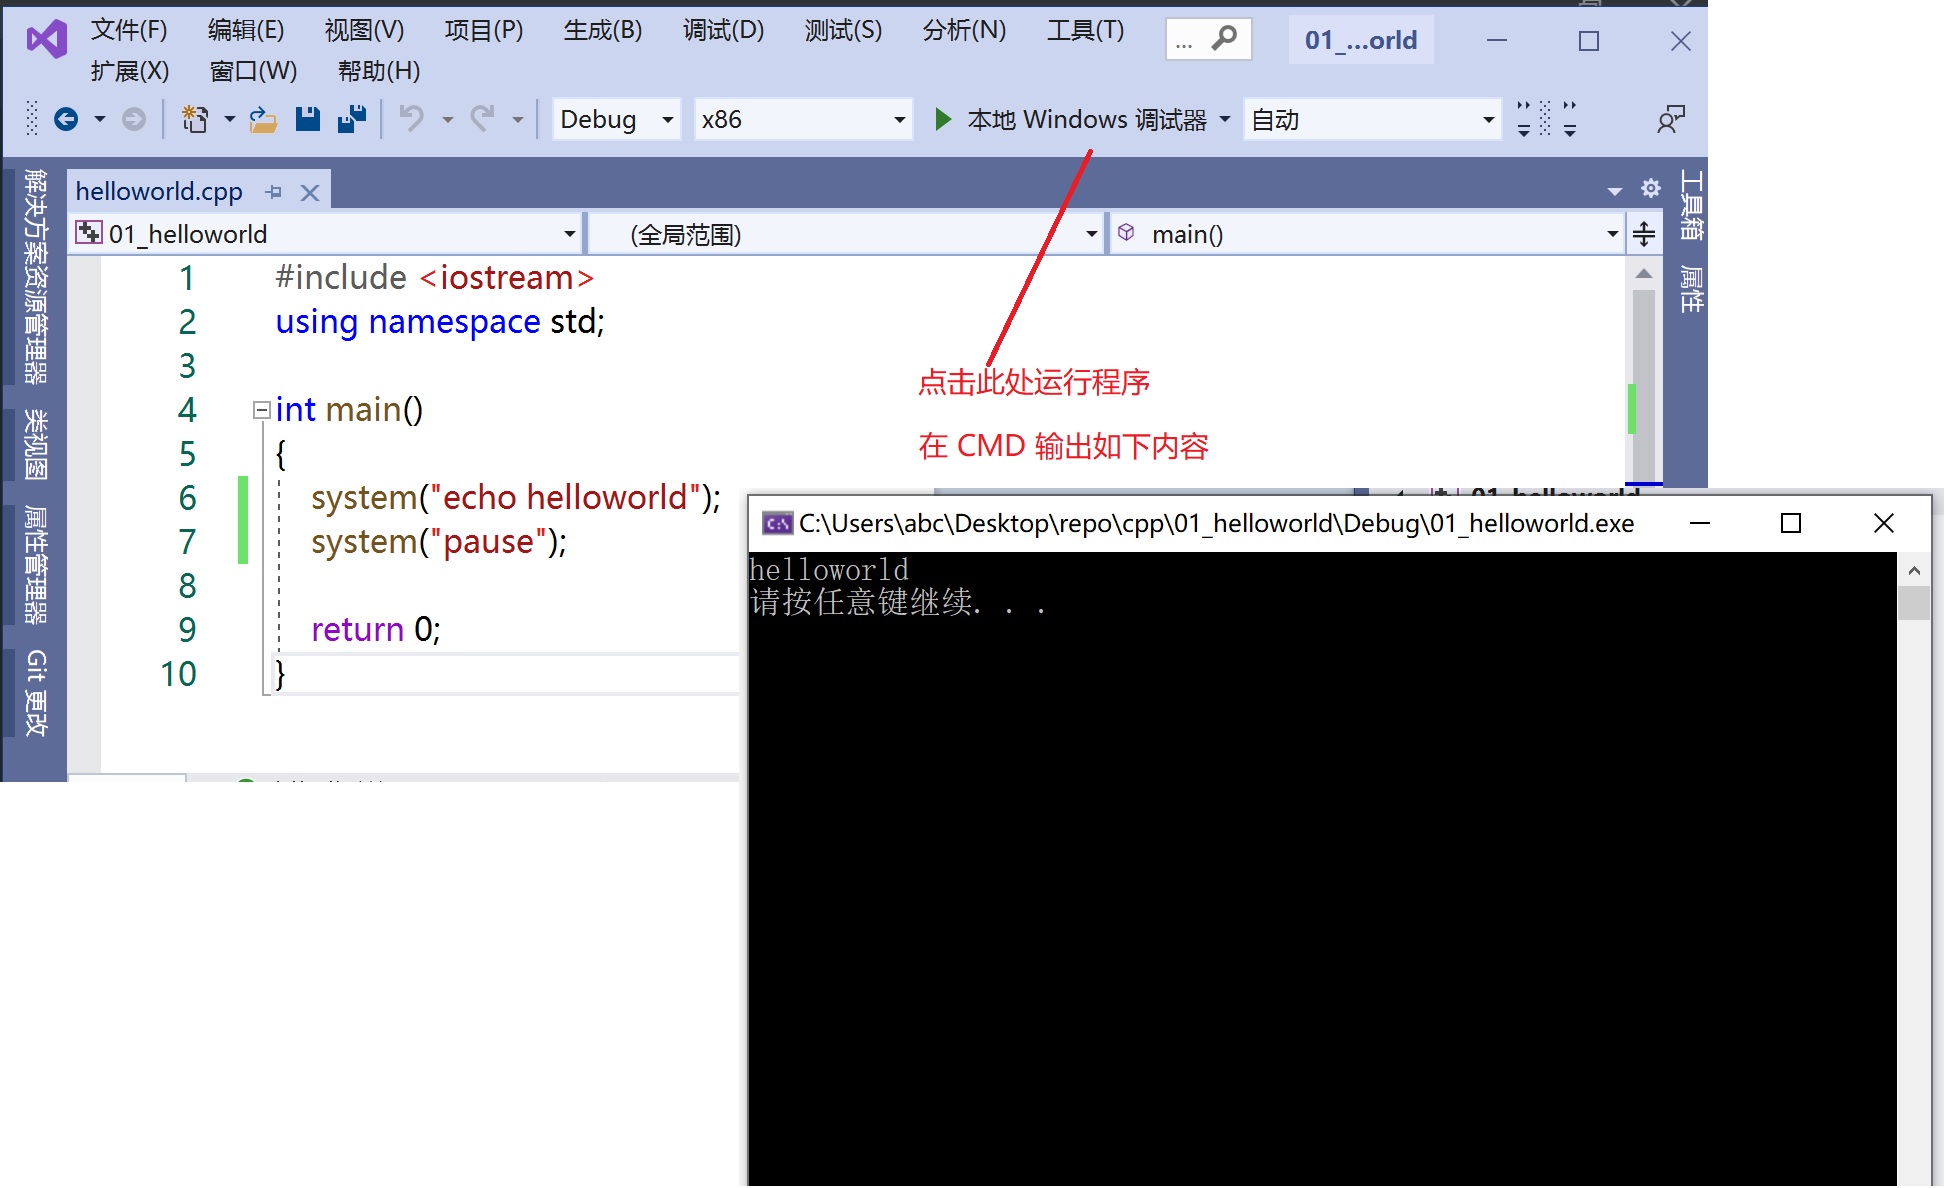 文件(F) 编辑(E) 视图(V) 项目(P) 生成(B) 调试(D) 测试(S) 分析(N) 工具(T) ... 01_...orld
扩展(X) 窗口(W) 帮助(H)
Debug x86 本地 Windows 调试器 自动
解决方案资源管理器
类视图
属性管理器
Git 更改
helloworld.cpp
01_helloworld (全局范围) main()
工具箱
属性
1 #include <iostream>
2 using namespace std;
3
4 int main()
5 {
6 system("echo helloworld");
7 system("pause");
8
9 return 0;
10 }
点击此处运行程序
在 CMD 输出如下内容
01_helloworld
C:\Users\abc\Desktop\repo\cpp\01_helloworld\Debug\01_helloworld.exe
helloworld
请按任意键继续. . .